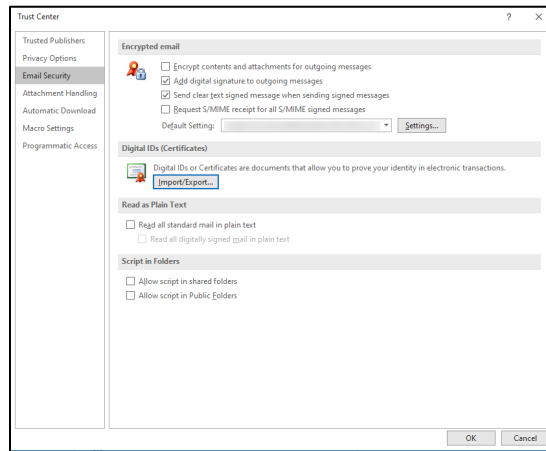 Trust Center
? ×
Trusted Publishers
Privacy Options
Email Security
Attachment Handling
Automatic Download
Macro Settings
Programmatic Access
Encrypted email
Encrypt contents and attachments for outgoing messages
Add digital signature to outgoing messages
Send clear text signed message when sending signed messages
Request S/MIME receipt for all S/MIME signed messages
Default Setting:
Settings...
Digital IDs (Certificates)
Digital IDs or Certificates are documents that allow you to prove your identity in electronic transactions.
Import/Export...
Read as Plain Text
Read all standard mail in plain text
Read all digitally signed mail in plain text
Script in Folders
Allow script in shared folders
Allow script in Public Folders
OK
Cancel